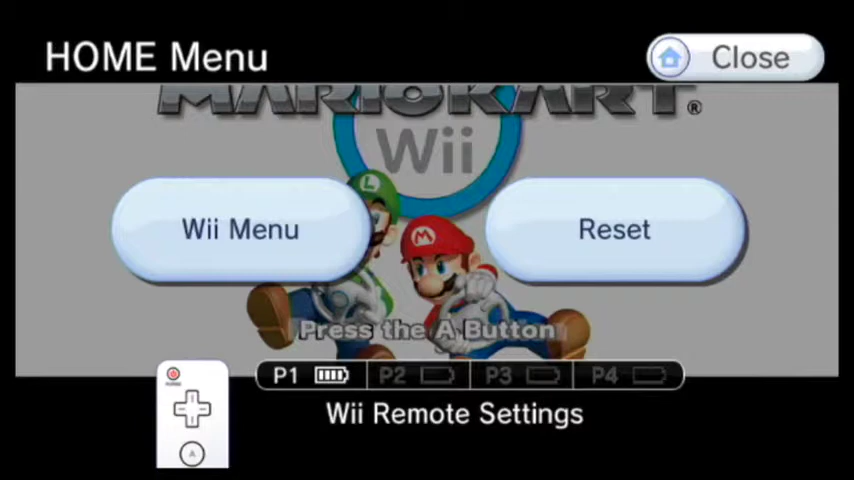 HOME Menu
Close
MARIOKART®
Wii
L
M
Wii Menu
Reset
Press the A Button
P1 P2 P3 P4
Wii Remote Settings
A